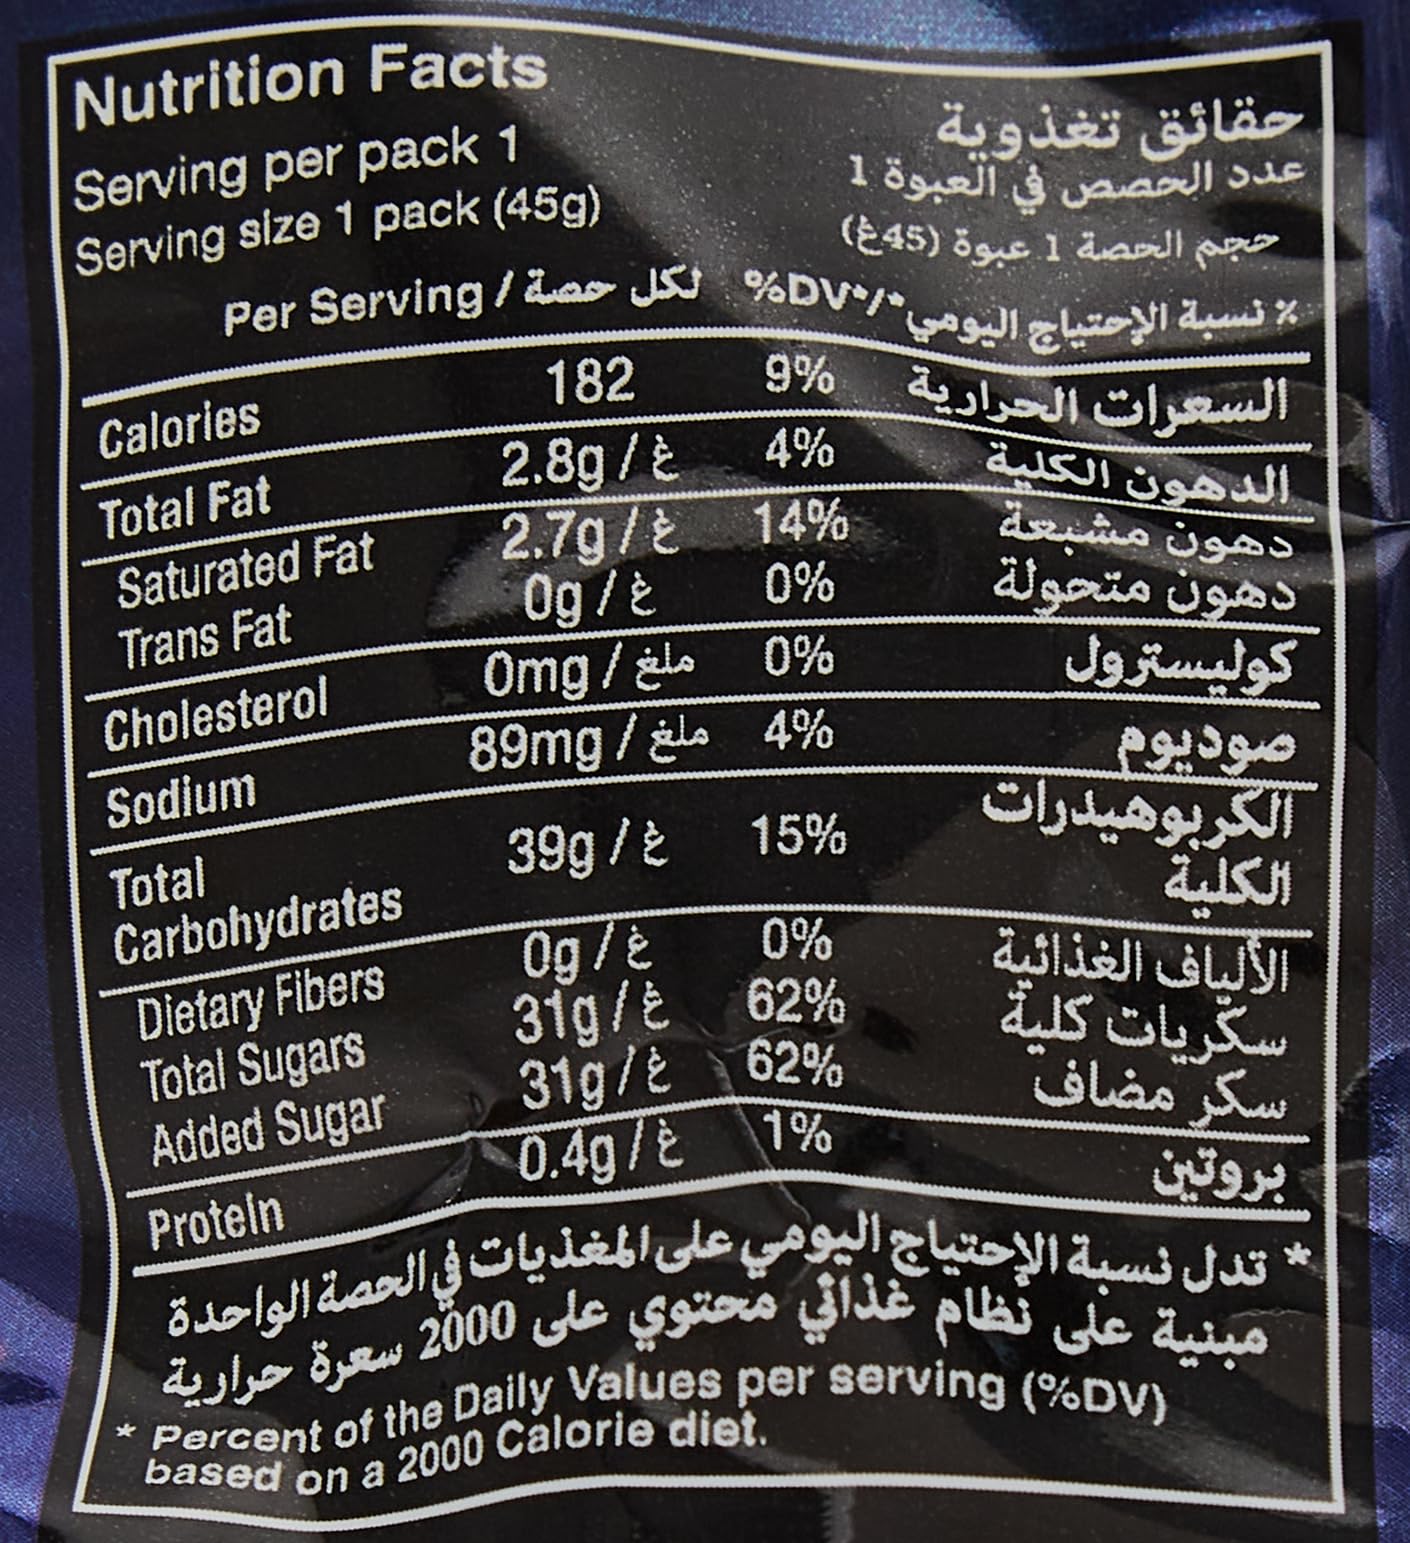 Nutrition Facts
حقائق تغذوية
Serving per pack 1
عدد الحصص في العبوة 1
Serving size 1 pack (45g)
حجم الحصة 1 عبوة (45غ)
Per Serving / لكل حصة %DV*/* ٪ نسبة الإحتياج اليومي
Calories 182 9% السعرات الحرارية
Total Fat 2.8g / غ 4% الدهون الكلية
Saturated Fat 2.7g / غ 14% دهون مشبعة
Trans Fat 0g / غ 0% دهون متحولة
Cholesterol 0mg / ملغ 0% كوليسترول
Sodium 89mg / ملغ 4% صوديوم
Total
Carbohydrates 39g / غ 15% الكربوهيدرات
الكلية
Dietary Fibers 0g / غ 0% الألياف الغذائية
Total Sugars 31g / غ 62% سكريات كلية
Added Sugar 31g / غ 62% سكر مضاف
Protein 0.4g / غ 1% بروتين
* تدل نسبة الإحتياج اليومي على المغذيات في الحصة الواحدة
مبنية على نظام غذائي محتوي على 2000 سعرة حرارية
* Percent of the Daily Values per serving (%DV)
based on a 2000 Calorie diet.